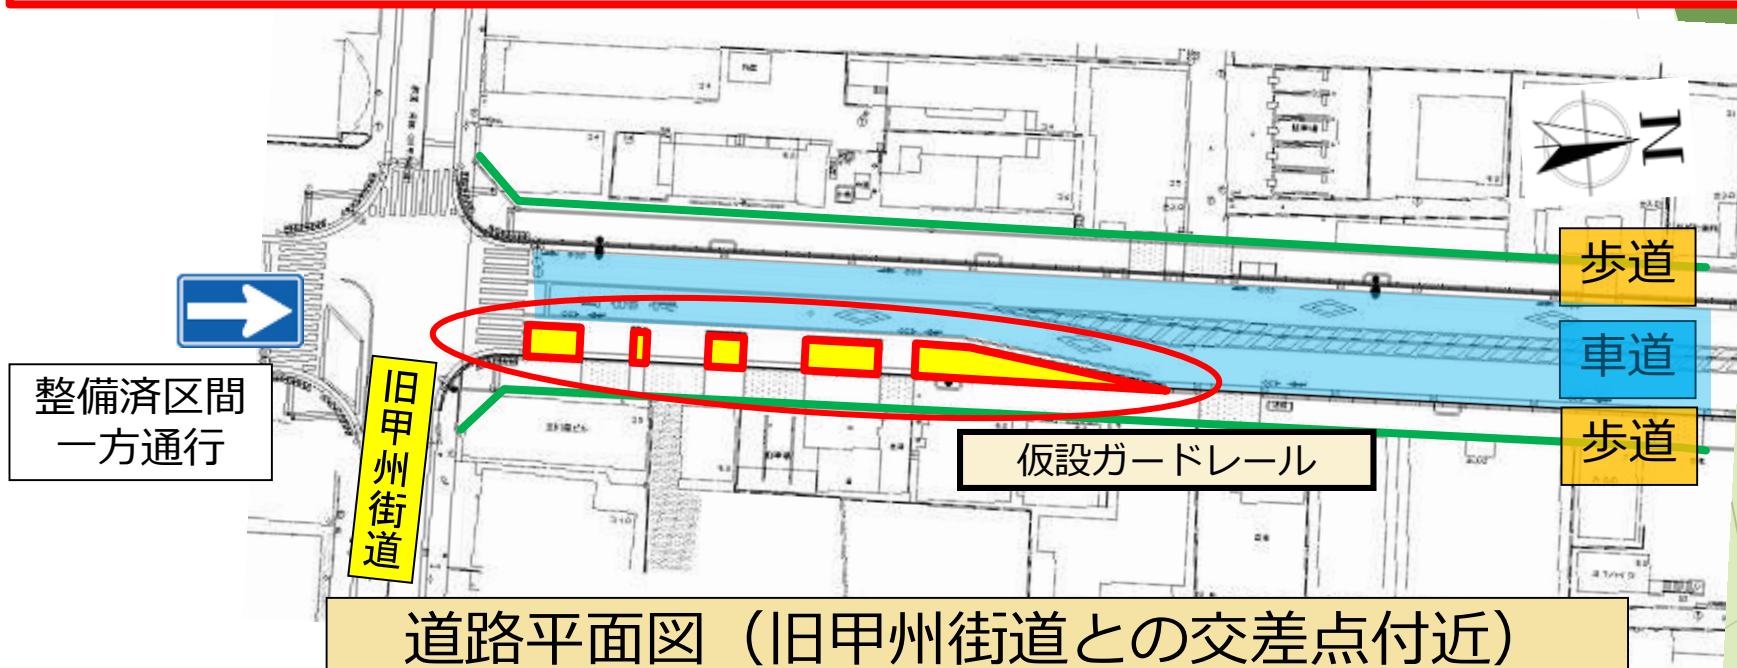 N
歩道
車道
歩道
整備済区間
一方通行
旧甲州街道
仮設ガードレール
道路平面図（旧甲州街道との交差点付近）